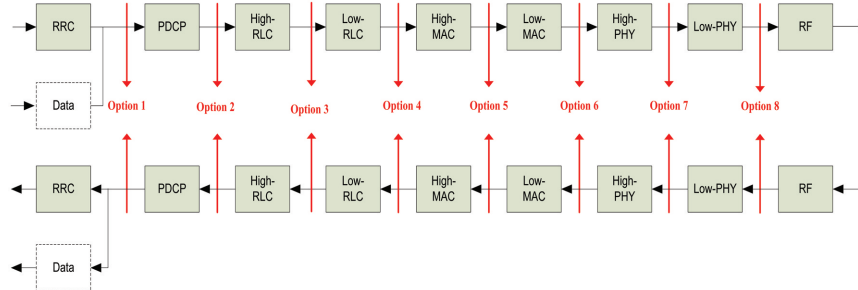 RRC
PDCP
High-
RLC
Low-
RLC
High-
MAC
Low-
MAC
High-
PHY
Low-PHY
RF
Data
Option 1
Option 2
Option 3
Option 4
Option 5
Option 6
Option 7
Option 8
RRC
PDCP
High-
RLC
Low-
RLC
High-
MAC
Low-
MAC
High-
PHY
Low-PHY
RF
Data